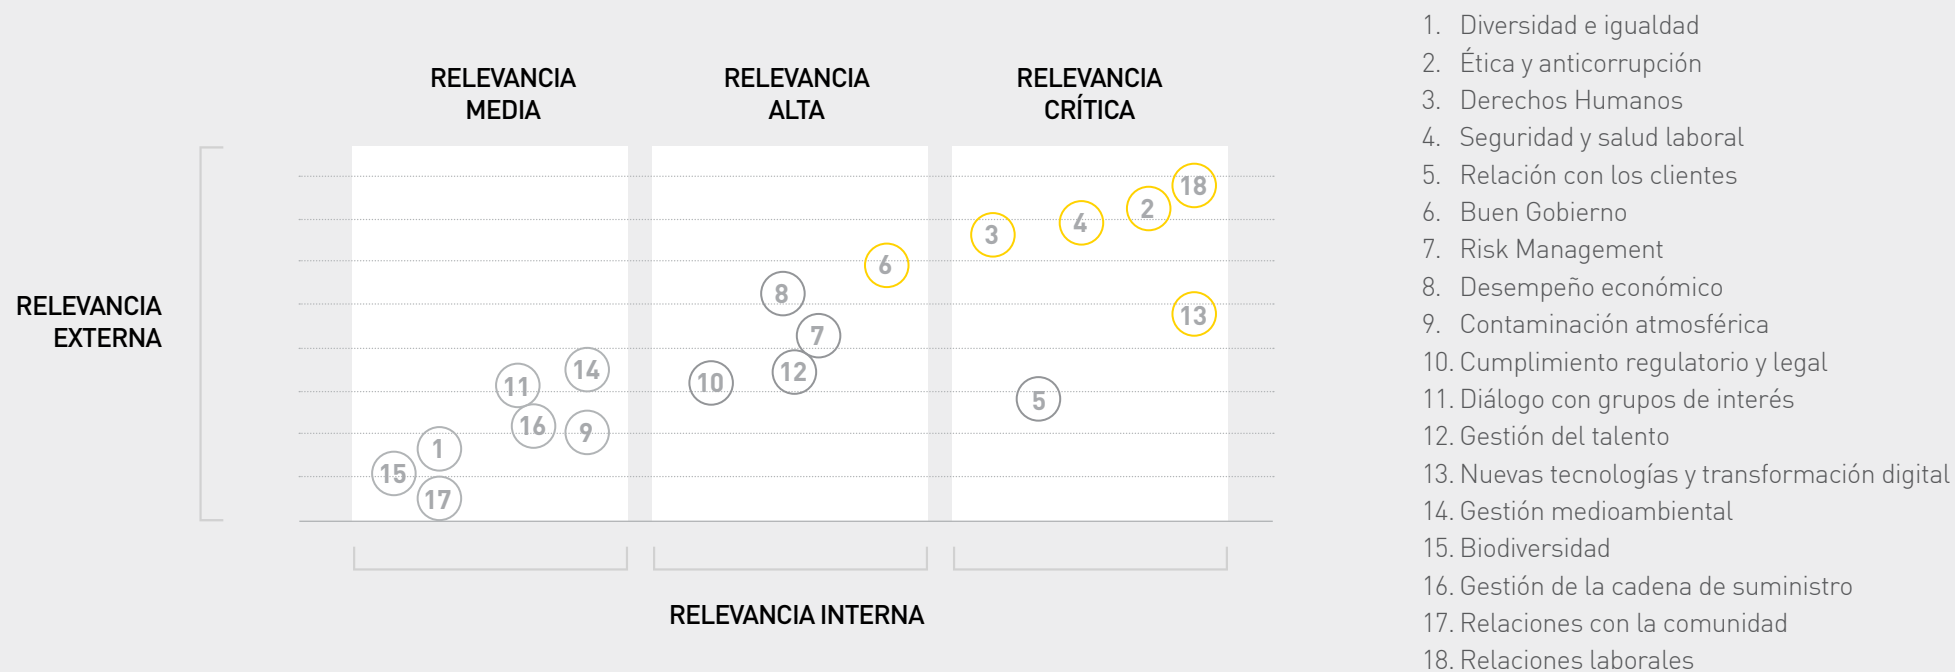 RELEVANCIA
MEDIA
RELEVANCIA
ALTA
RELEVANCIA
CRÍTICA
RELEVANCIA
EXTERNA
18
2
4
3
6
8
13
7
14
12
10
11
5
16
9
1
15
17
RELEVANCIA INTERNA
1. Diversidad e igualdad
2. Ética y anticorrupción
3. Derechos Humanos
4. Seguridad y salud laboral
5. Relación con los clientes
6. Buen Gobierno
7. Risk Management
8. Desempeño económico
9. Contaminación atmosférica
10. Cumplimiento regulatorio y legal
11. Diálogo con grupos de interés
12. Gestión del talento
13. Nuevas tecnologías y transformación digital
14. Gestión medioambiental
15. Biodiversidad
16. Gestión de la cadena de suministro
17. Relaciones con la comunidad
18. Relaciones laborales